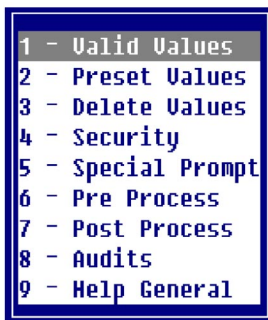 1 - Valid Values
2 - Preset Values
3 - Delete Values
4 - Security
5 - Special Prompt
6 - Pre Process
7 - Post Process
8 - Audits
9 - Help General